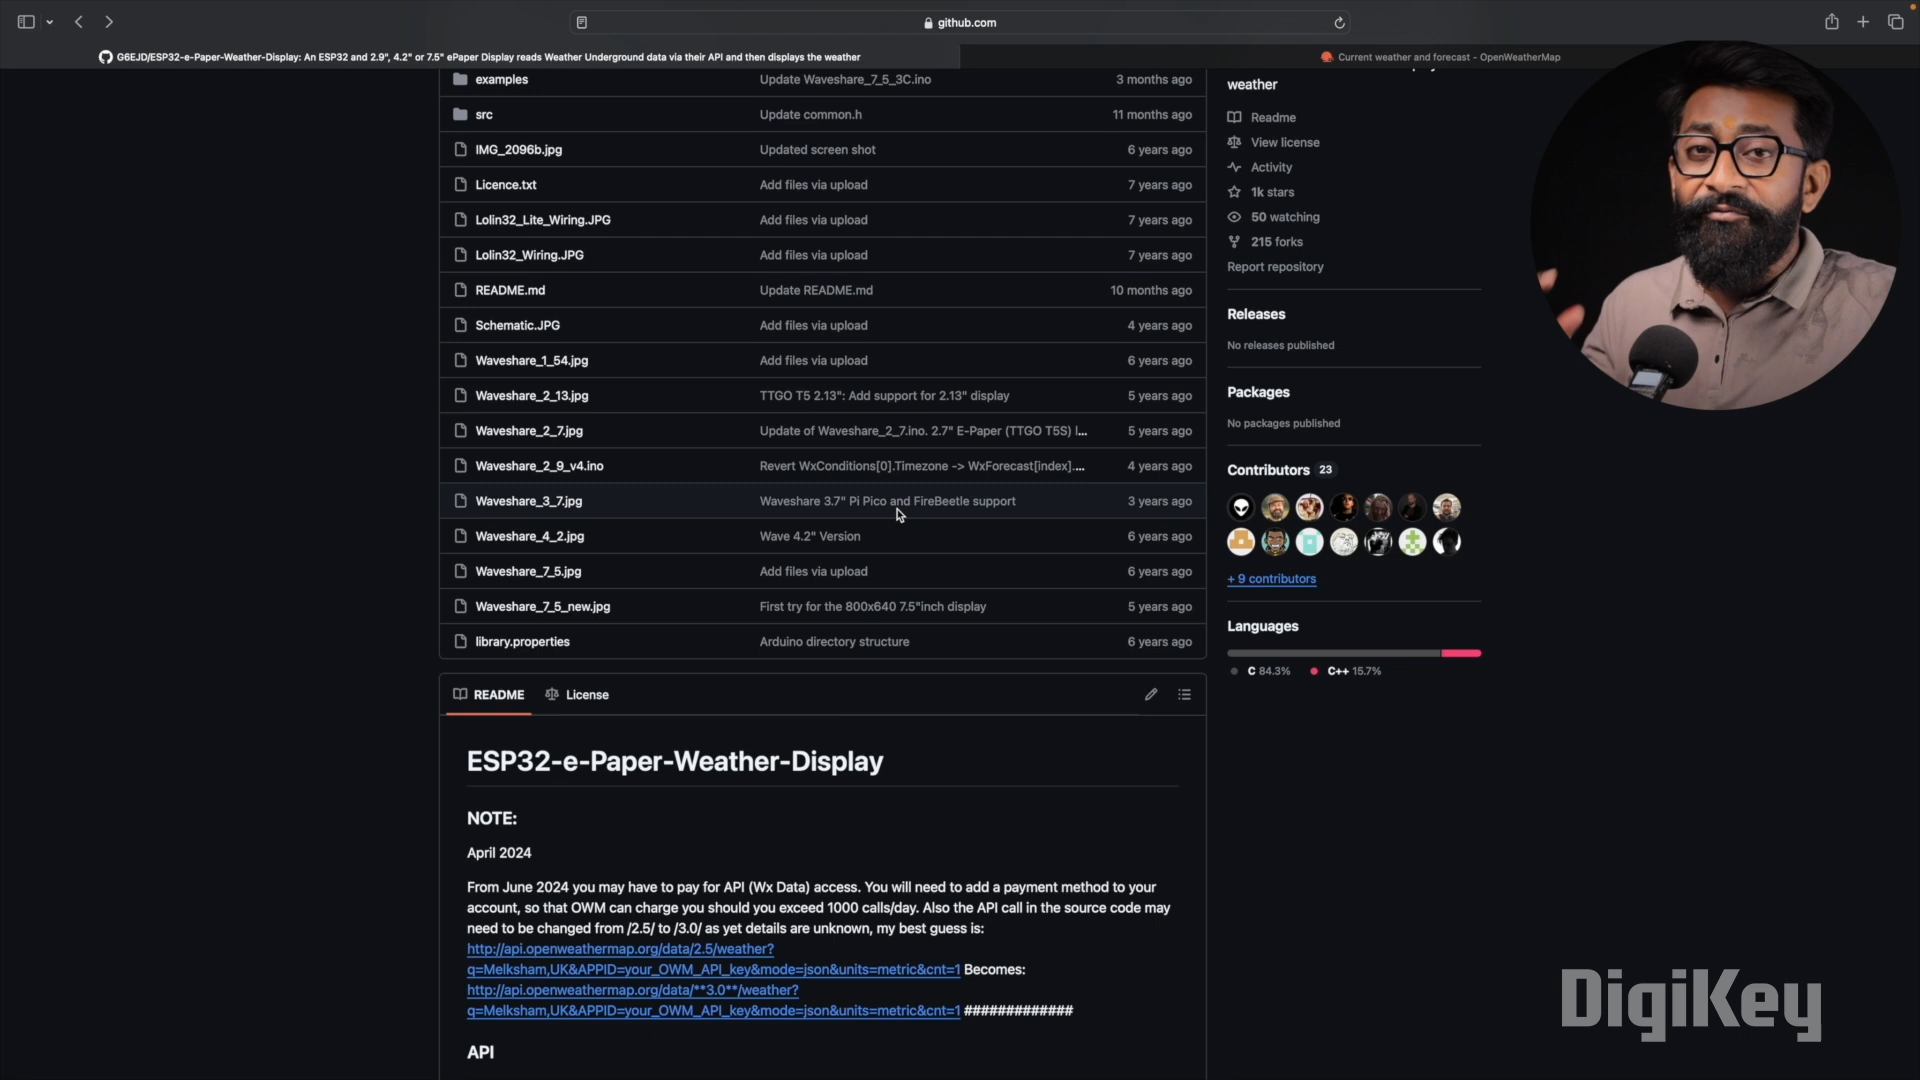 github.com
G6EJD/ESP32-e-Paper-Weather-Display: An ESP32 and 2.9", 4.2" or 7.5" ePaper Display reads Weather Underground data via their API and then displays the weather
Current weather and forecast - OpenWeatherMap
examples Update Waveshare_7_5_3C.ino 3 months ago
src Update common.h 11 months ago
IMG_2096b.jpg Updated screen shot 6 years ago
Licence.txt Add files via upload 7 years ago
Lolin32_Lite_Wiring.JPG Add files via upload 7 years ago
Lolin32_Wiring.JPG Add files via upload 7 years ago
README.md Update README.md 10 months ago
Schematic.JPG Add files via upload 4 years ago
Waveshare_1_54.jpg Add files via upload 6 years ago
Waveshare_2_13.jpg TTGO T5 2.13": Add support for 2.13" display 5 years ago
Waveshare_2_7.jpg Update of Waveshare_2_7.ino. 2.7" E-Paper (TTGO T5S) l... 5 years ago
Waveshare_2_9_v4.ino Revert WxConditions[0].Timezone -> WxForecast[index].... 4 years ago
Waveshare_3_7.jpg Waveshare 3.7" Pi Pico and FireBeetle support 3 years ago
Waveshare_4_2.jpg Wave 4.2" Version 6 years ago
Waveshare_7_5.jpg Add files via upload 6 years ago
Waveshare_7_5_new.jpg First try for the 800x640 7.5"inch display 5 years ago
library.properties Arduino directory structure 6 years ago
README License
ESP32-e-Paper-Weather-Display
NOTE:
April 2024
From June 2024 you may have to pay for API (Wx Data) access. You will need to add a payment method to your
account, so that OWM can charge you should you exceed 1000 calls/day. Also the API call in the source code may
need to be changed from /2.5/ to /3.0/ as yet details are unknown, my best guess is:
http://api.openweathermap.org/data/2.5/weather?
q=Melksham,UK&APPID=your_OWM_API_key&mode=json&units=metric&cnt=1 Becomes:
http://api.openweathermap.org/data/**3.0**/weather?
q=Melksham,UK&APPID=your_OWM_API_key&mode=json&units=metric&cnt=1 #############
API
weather
Readme
View license
Activity
1k stars
50 watching
215 forks
Report repository
Releases
No releases published
Packages
No packages published
Contributors 23
+ 9 contributors
Languages
C 84.3% C++ 15.7%
DigiKey